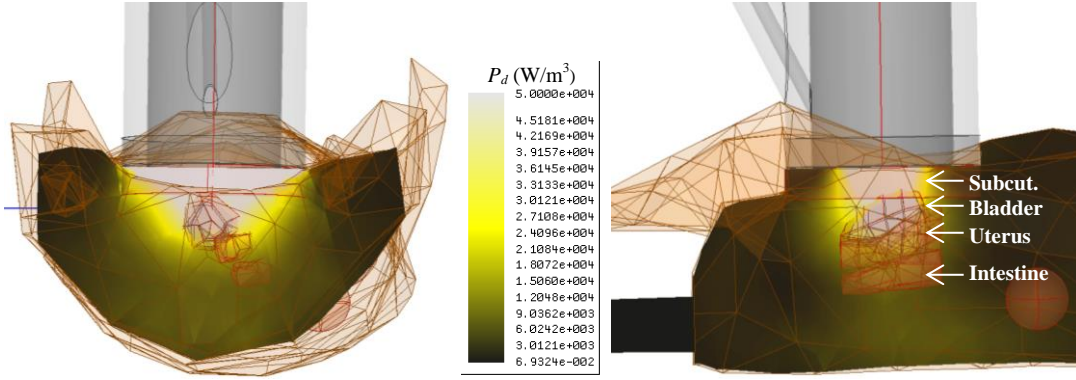 P_d (W/m³)
5.0000e+004
4.5181e+004
4.2169e+004
3.9157e+004
3.6145e+004
3.3133e+004
3.0121e+004
2.7108e+004
2.4096e+004
2.1084e+004
1.8072e+004
1.5060e+004
1.2048e+004
9.0362e+003
6.0242e+003
3.0121e+003
6.9324e-002
Subcut.
Bladder
Uterus
Intestine